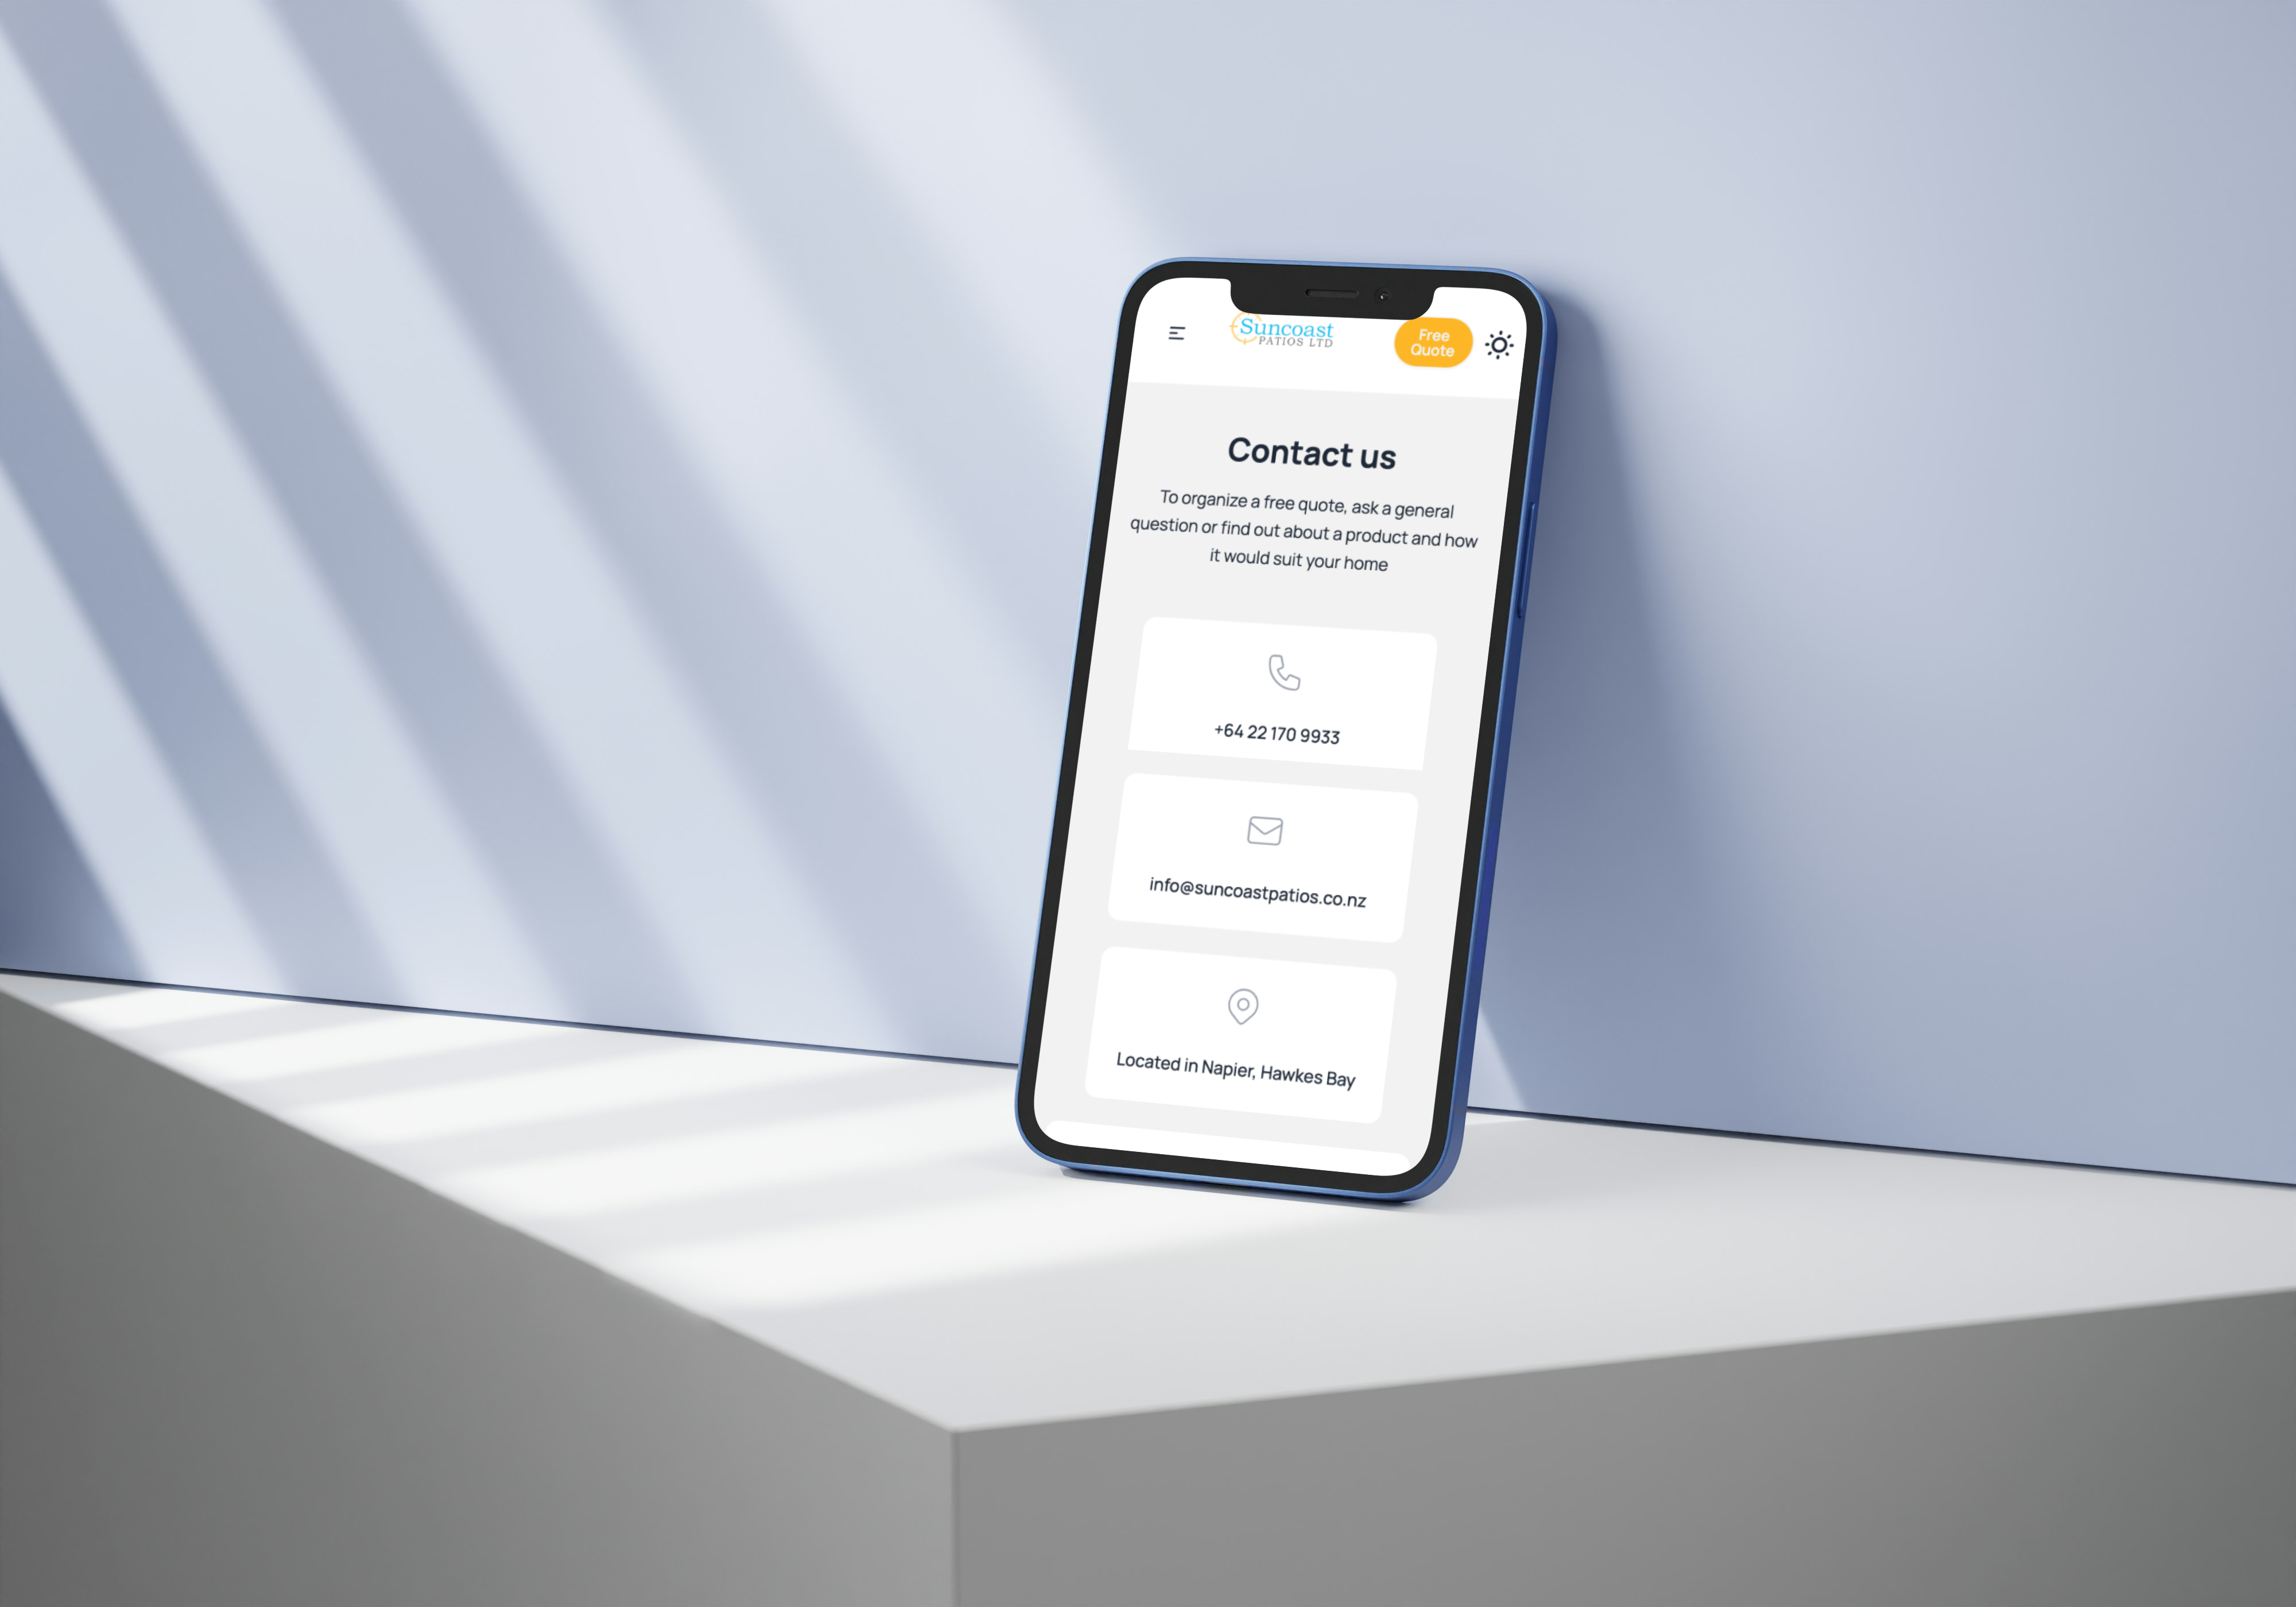 Suncoast
PATIOS LTD
Free
Quote
Contact us
To organize a free quote, ask a general
question or find out about a product and how
it would suit your home
+64 22 170 9933
info@suncoastpatios.co.nz
Located in Napier, Hawkes Bay